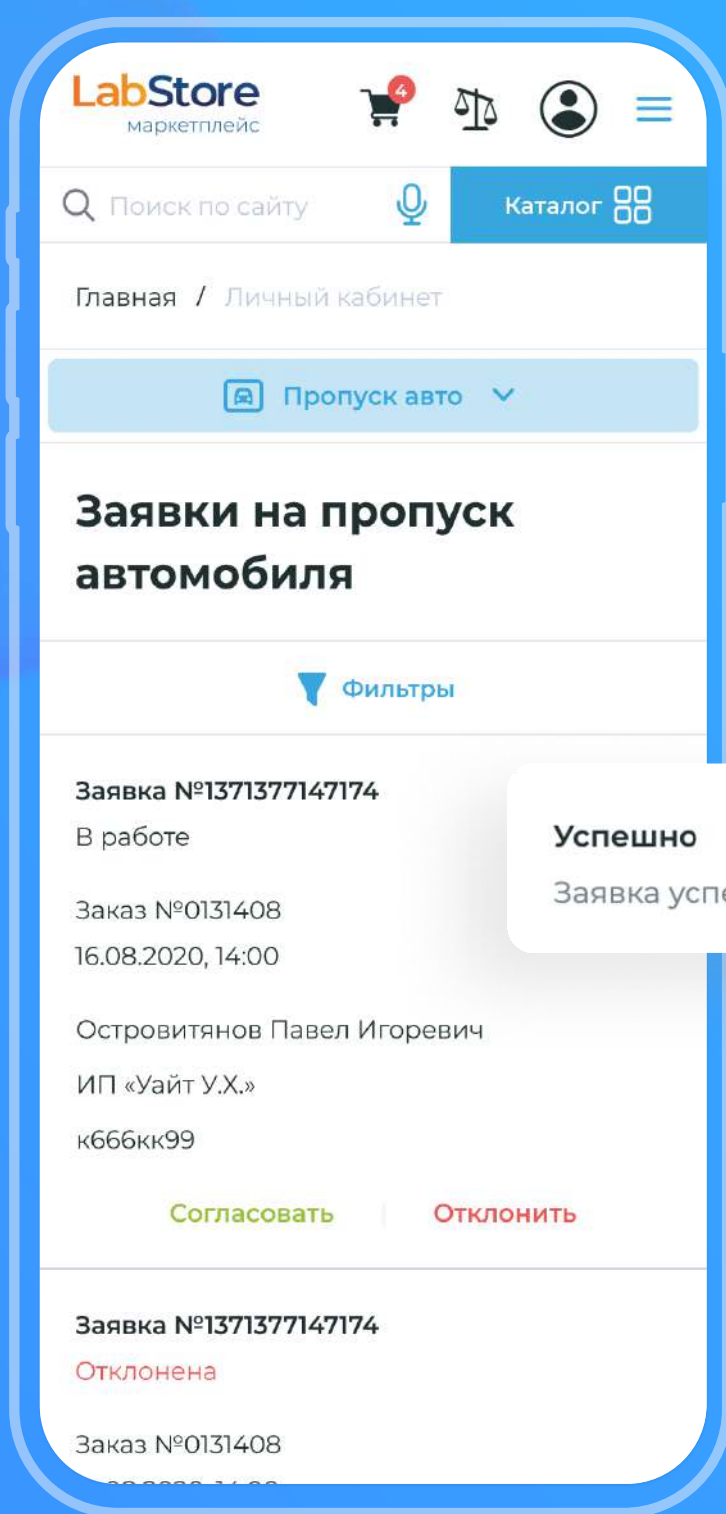 LabStore
маркетплейс
4
Поиск по сайту
Каталог
Главная / Личный кабинет
Пропуск авто
Заявки на пропуск
автомобиля
Фильтры
Заявка №1371377147174
В работе
Успешно
Заявка
Заказ №0131408
16.08.2020, 14:00
Островитянов Павел Игоревич
ИП «Уайт У.Х.»
к666кк99
Согласовать
Отклонить
Заявка №1371377147174
Отклонена
Заказ №0131408